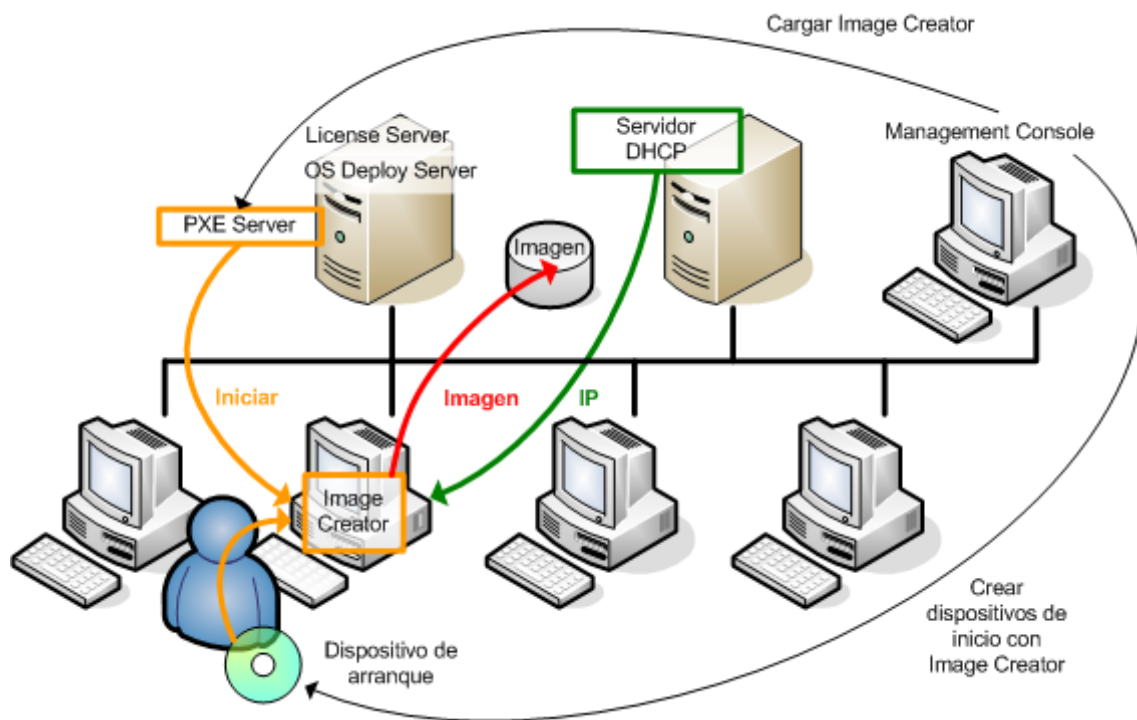 Cargar Image Creator
License Server
OS Deploy Server
Servidor
DHCP
Management Console
PXE Server
Imagen
Iniciar
Imagen
IP
Image
Creator
Dispositivo de
arranque
Crear
dispositivos de
inicio con
Image Creator